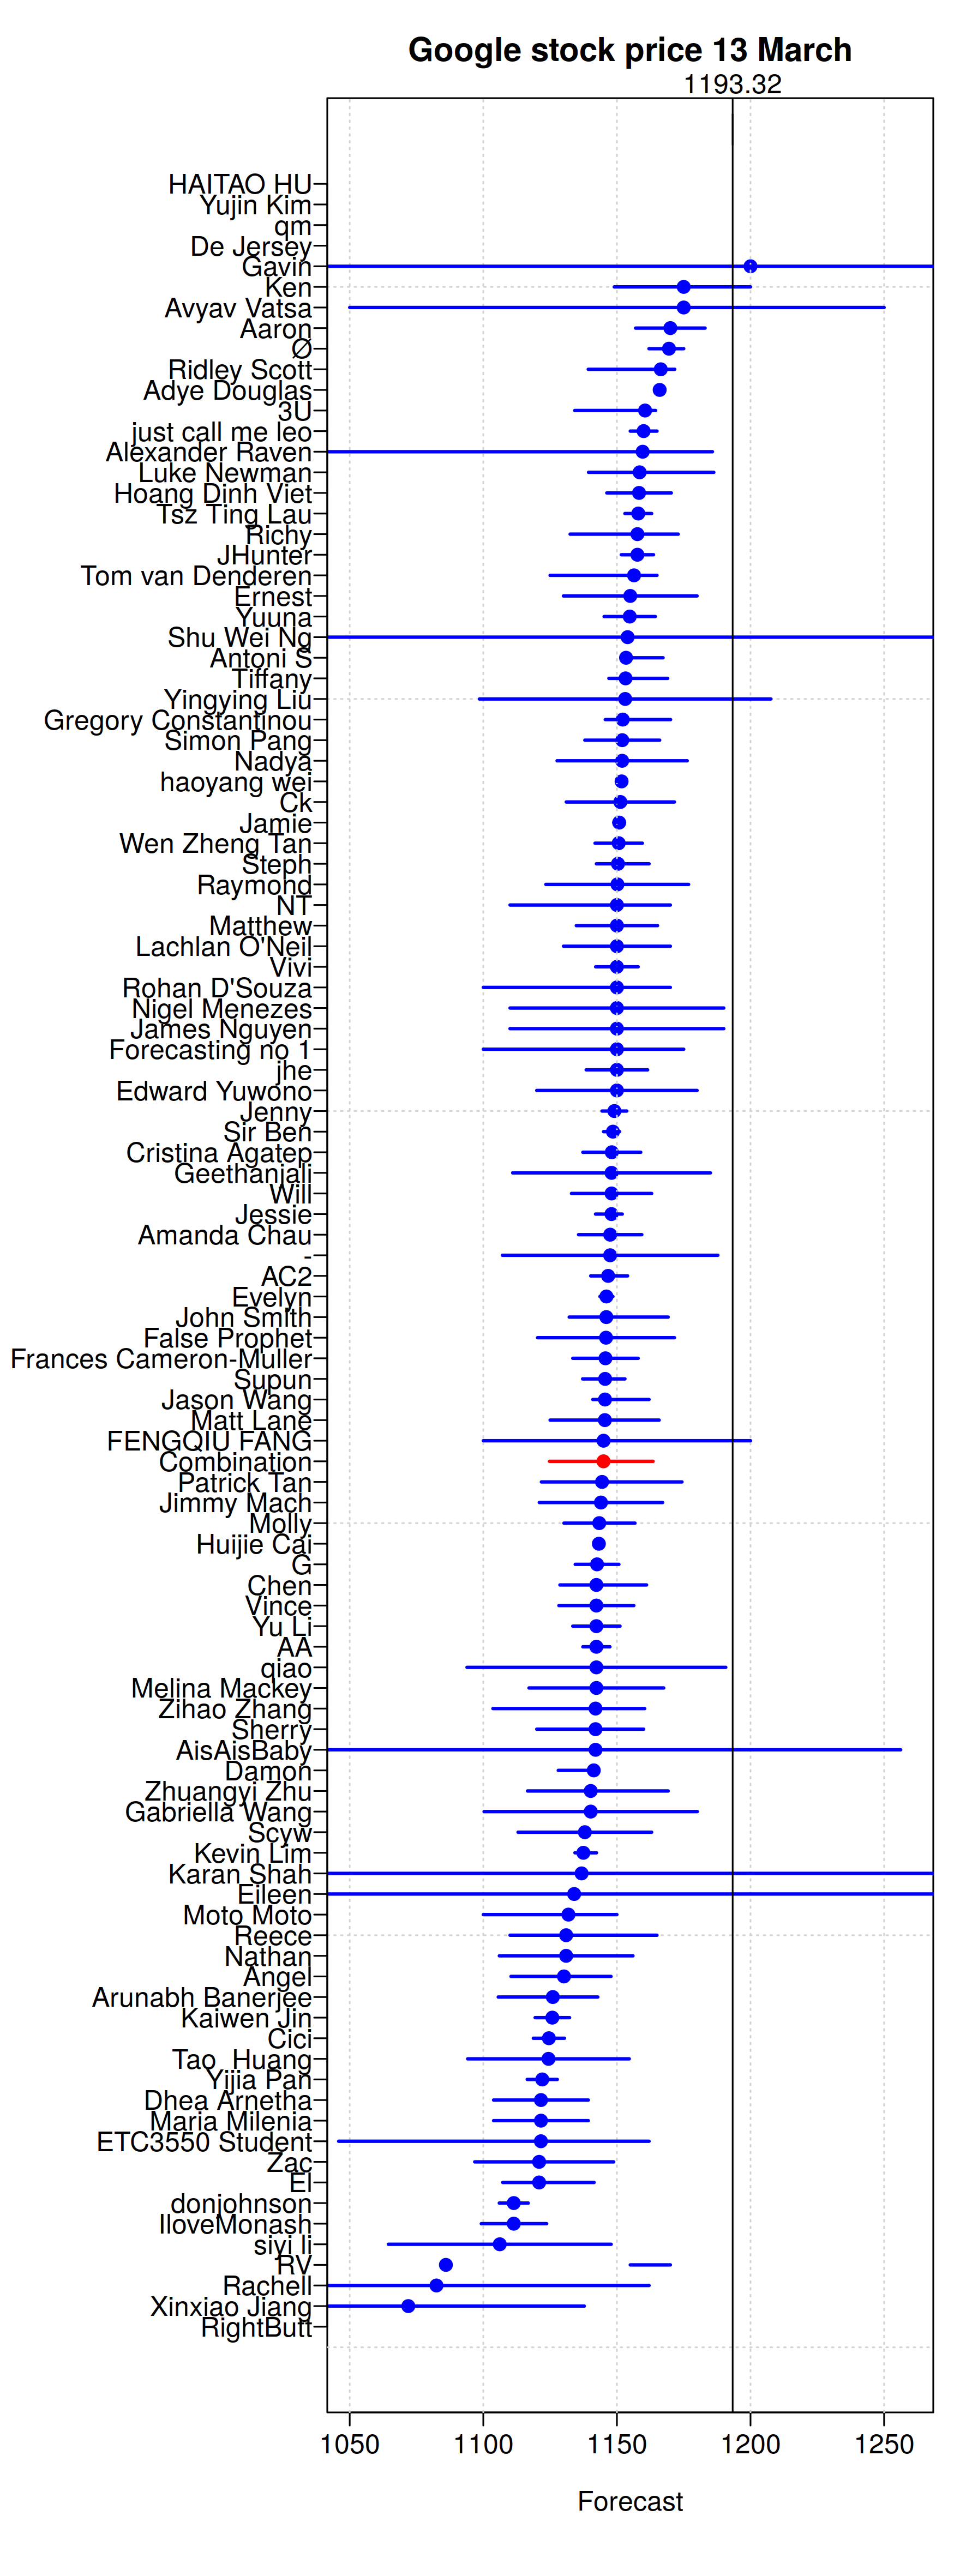 Google stock price 13 March
1193.32
HAITAO HU
Yujin Kim
qm
De Jersey
Gavin
Ken
Avyav Vatsa
Aaron
Ø
Ridley Scott
Adye Douglas
3U
just call me leo
Alexander Raven
Luke Newman
Hoang Dinh Viet
Tsz Ting Lau
Richy
JHunter
Tom van Denderen
Ernest
Yuuna
Shu Wei Ng
Antoni S
Tiffany
Yingying Liu
Gregory Constantinou
Simon Pang
Nadya
haoyang wei
Ck
Jamie
Wen Zheng Tan
Steph
Raymond
NT
Matthew
Lachlan O'Neil
Vivi
Rohan D'Souza
Nigel Menezes
James Nguyen
Forecasting no 1
jhe
Edward Yuwono
Jenny
Sir Ben
Cristina Agatep
Geethanjali
Will
Jessie
Amanda Chau
-
AC2
Evelyn
John Smith
False Prophet
Frances Cameron-Muller
Supun
Jason Wang
Matt Lane
FENGQIU FANG
Combination
Patrick Tan
Jimmy Mach
Molly
Huijie Cai
G
Chen
Vince
Yu Li
AA
qiao
Melina Mackey
Zihao Zhang
Sherry
AisAisBaby
Damon
Zhuangyi Zhu
Gabriella Wang
Scyw
Kevin Lim
Karan Shah
Eileen
Moto Moto
Reece
Nathan
Angel
Arunabh Banerjee
Kaiwen Jin
Cici
Tao  Huang
Yijia Pan
Dhea Arnetha
Maria Milenia
ETC3550 Student
Zac
El
donjohnson
IloveMonash
siyi li
RV
Rachell
Xinxiao Jiang
RightButt
1050 1100 1150 1200 1250
Forecast